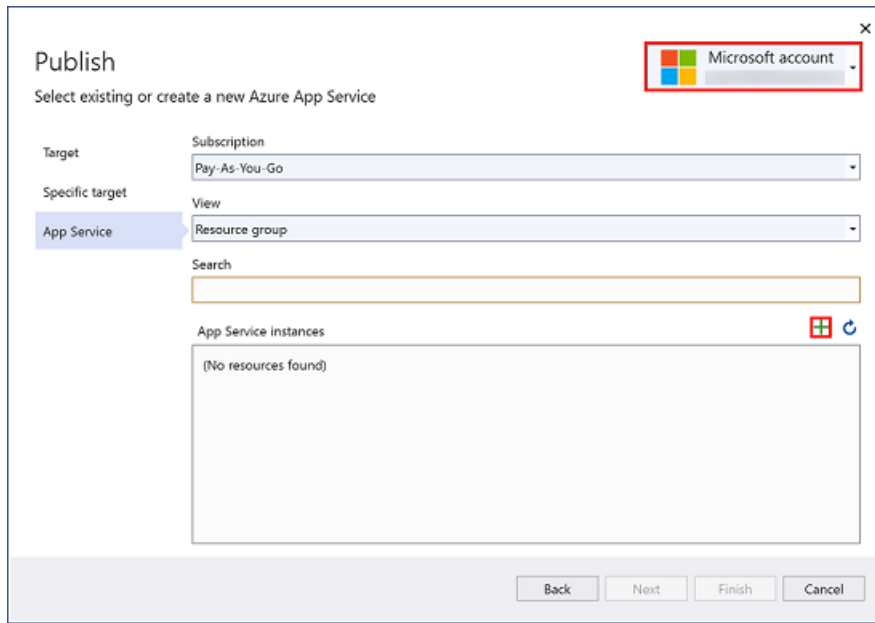 Publish
Microsoft account
Select existing or create a new Azure App Service
Target
Specific target
App Service
Subscription
Pay-As-You-Go
View
Resource group
Search
App Service instances
(No resources found)
Back
Next
Finish
Cancel